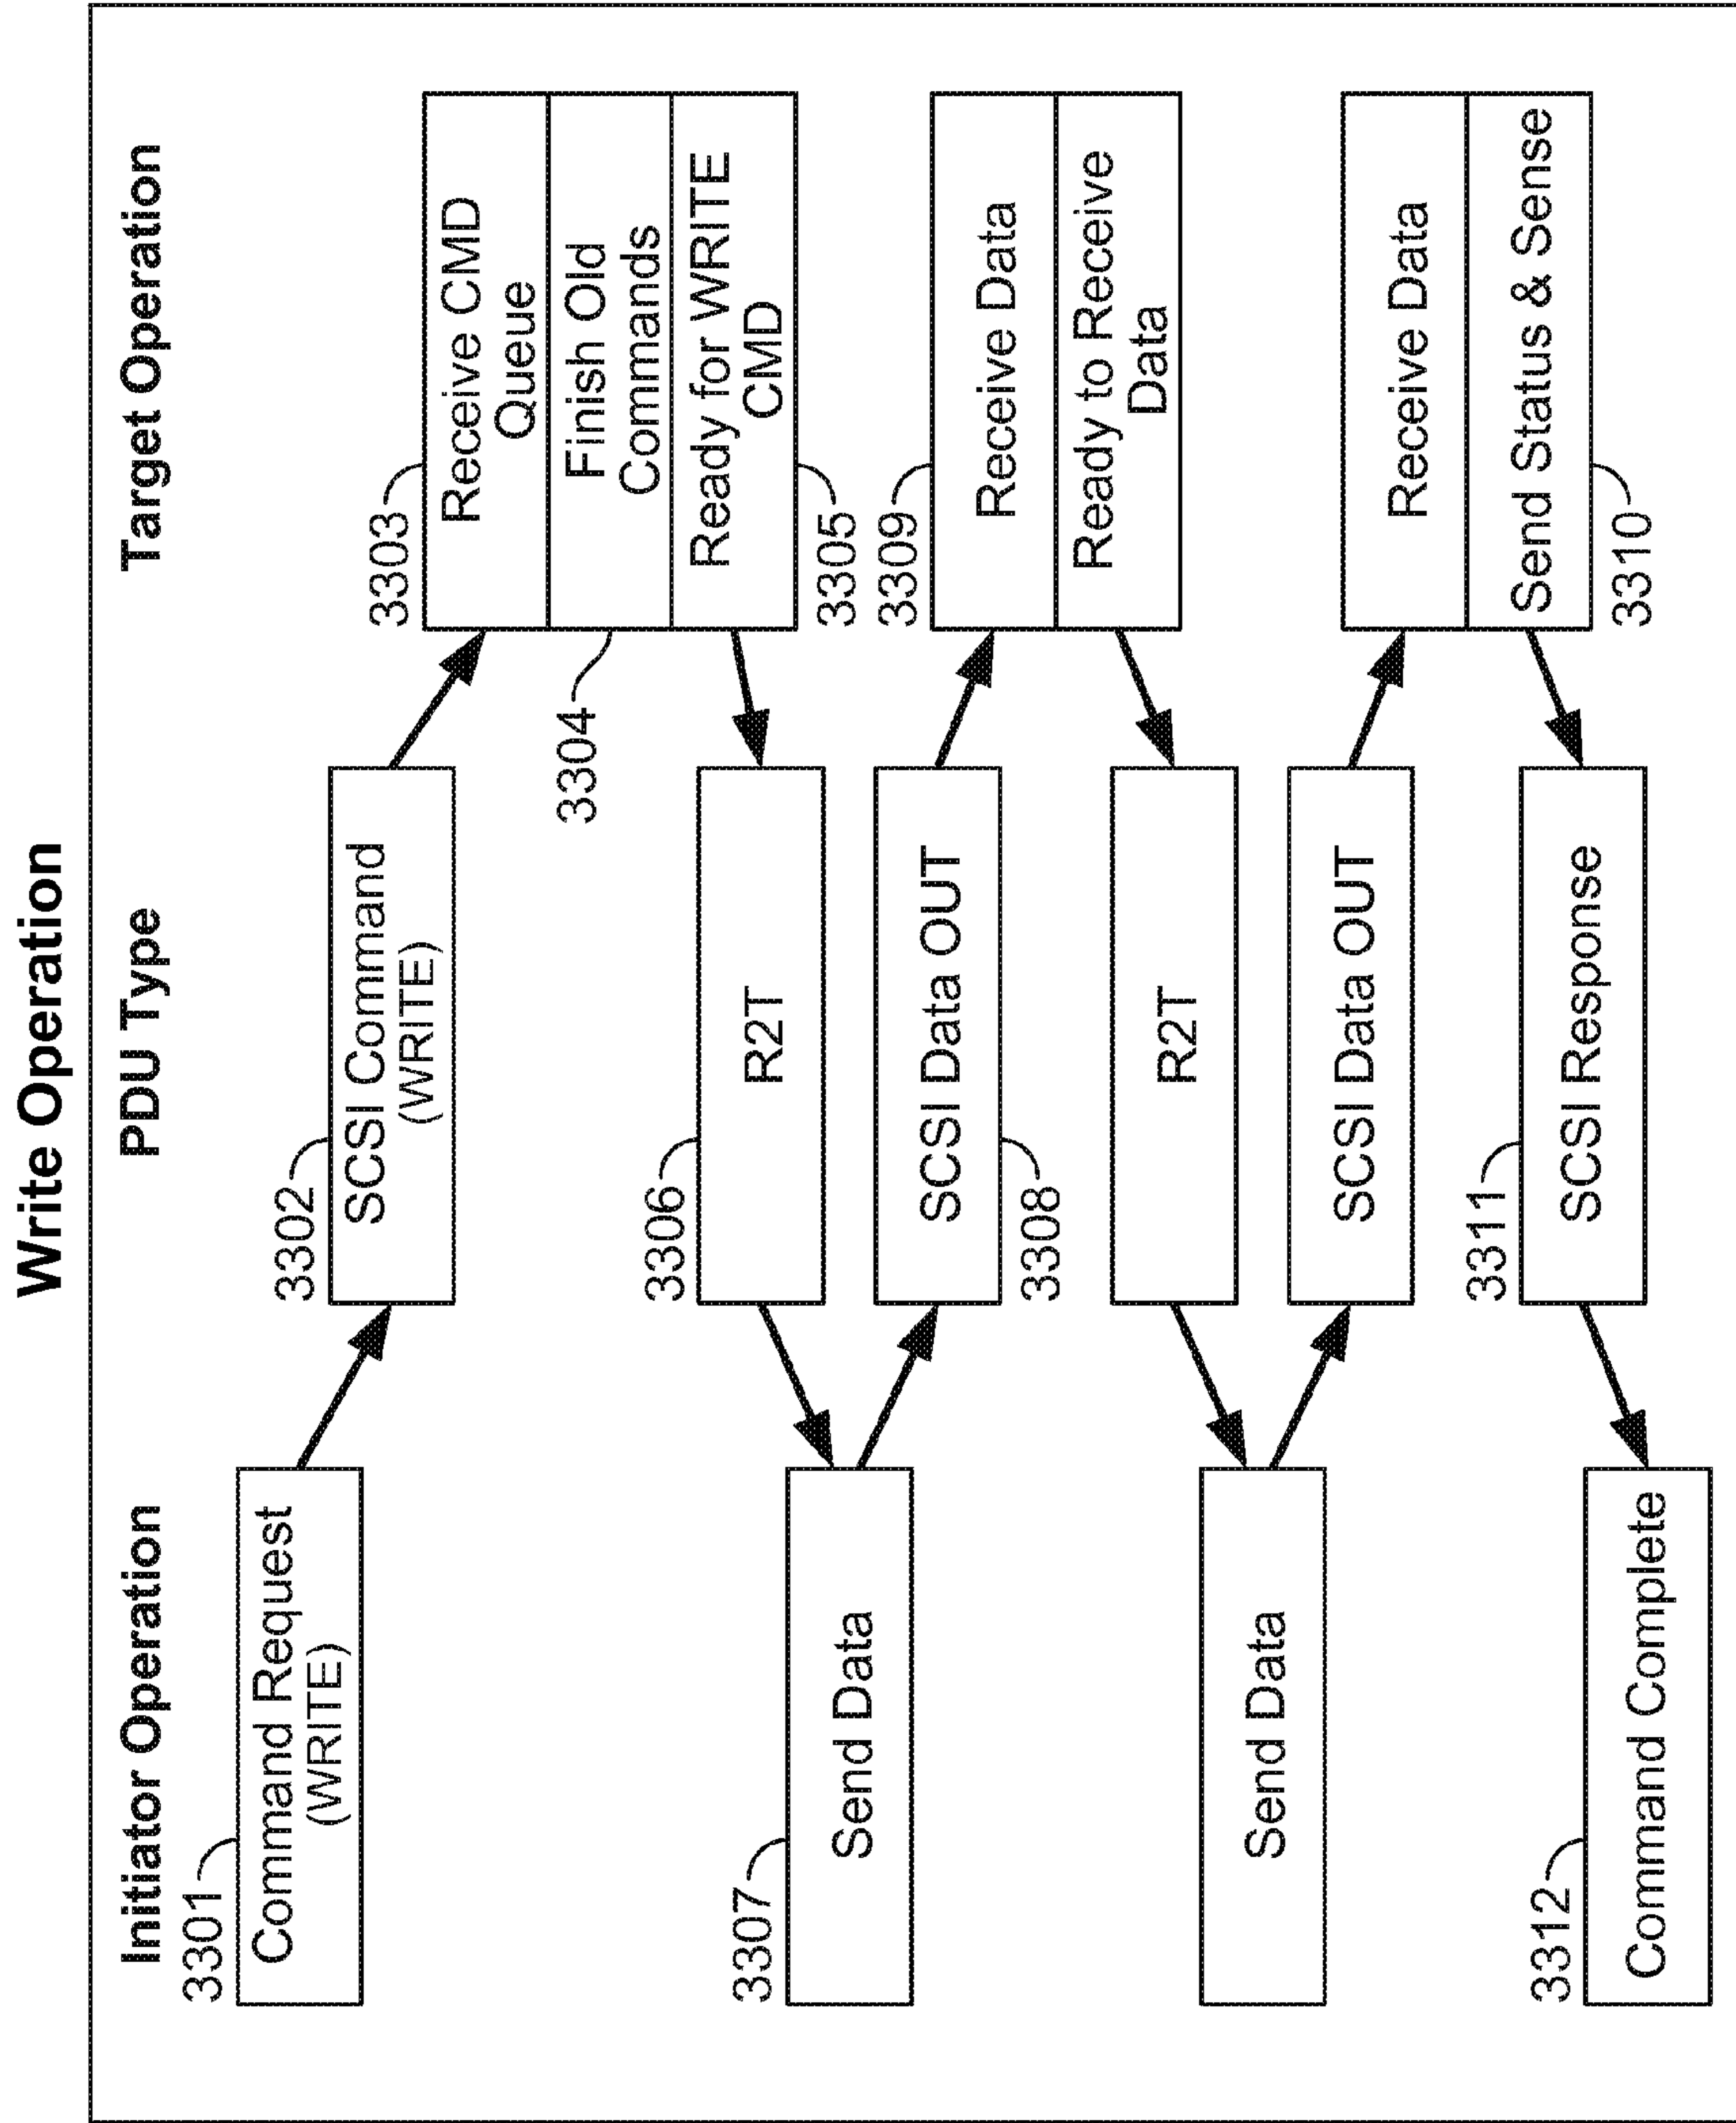 Write Operation
Initiator Operation
PDU Type
Target Operation
3301
Command Request
(WRITE)
3302
SCSI Command
(WRITE)
3303
Receive CMD
Queue
3304
Finish Old
Commands
Ready for WRITE
CMD
3305
3306
R2T
3307
Send Data
SCSI Data OUT
3308
3309
Receive Data
Ready to Receive
Data
R2T
Send Data
SCSI Data OUT
Receive Data
Send Status & Sense
3310
3311
SCSI Response
3312
Command Complete